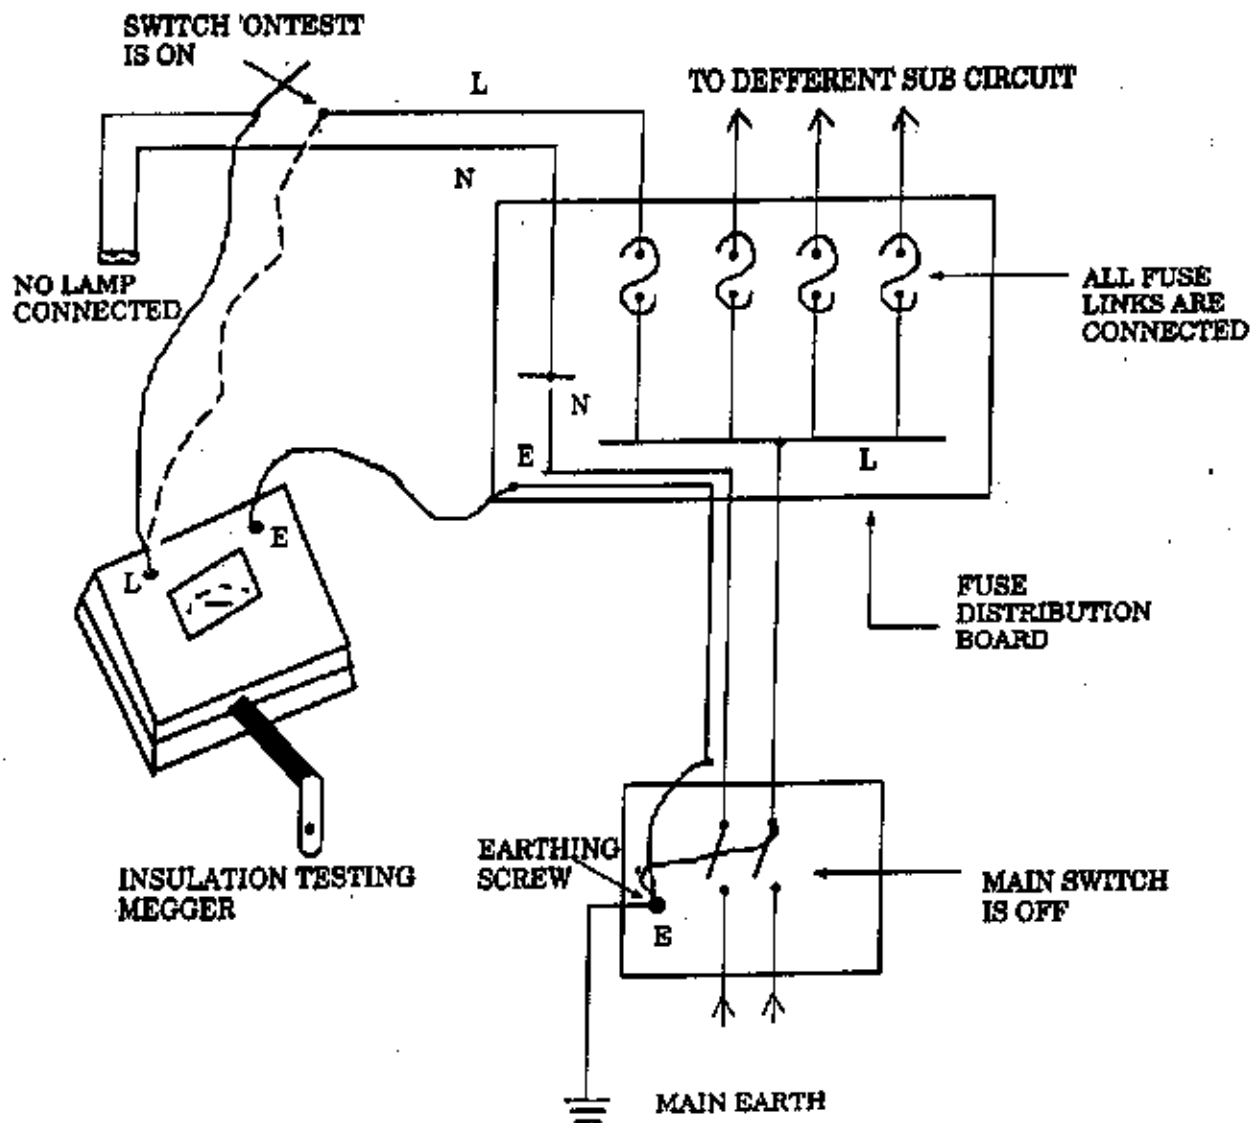 SWITCH 'ONTESTT
IS ON
L
TO DEFFERENT SUB CIRCUIT
N
NO LAMP
CONNECTED
ALL FUSE
LINKS ARE
CONNECTED
N
E
L
E
L
FUSE
DISTRIBUTION
BOARD
INSULATION TESTING
MEGGER
EARTHING
SCREW
MAIN SWITCH
IS OFF
E
MAIN EARTH